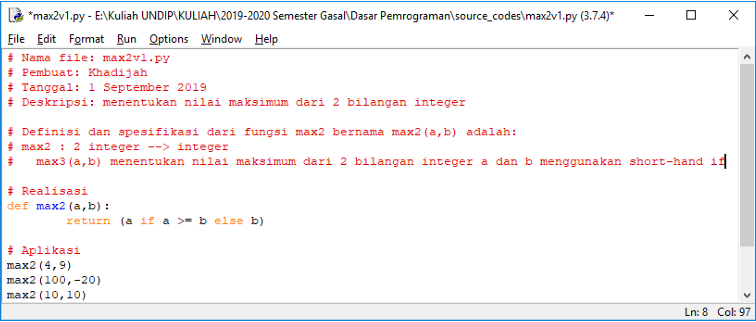 *max2v1.py - E:\Kuliah UNDIP\KULIAH\2019-2020 Semester Gasal\Dasar Pemrograman\source_codes\max2v1.py (3.7.4)*
File Edit Format Run Options Window Help
# Nama file: max2v1.py
# Pembuat: Khadijah
# Tanggal: 1 September 2019
# Deskripsi: menentukan nilai maksimum dari 2 bilangan integer
# Definisi dan spesifikasi dari fungsi max2 bernama max2(a,b) adalah:
# max2 : 2 integer --> integer
#   max3(a,b) menentukan nilai maksimum dari 2 bilangan integer a dan b menggunakan short-hand if
# Realisasi
def max2(a,b):
        return (a if a >= b else b)
# Aplikasi
max2(4,9)
max2(100,-20)
max2(10,10)
Ln: 8 Col: 97